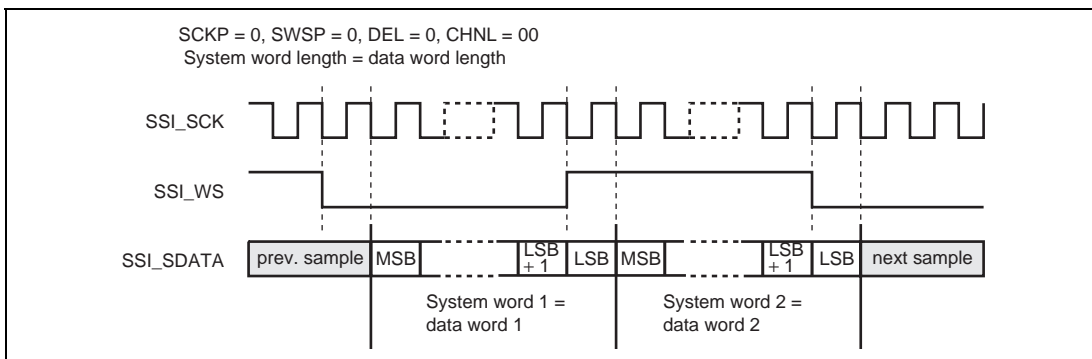 SCKP = 0, SWSP = 0, DEL = 0, CHNL = 00
System word length = data word length
SSI_SCK
SSI_WS
SSI_SDATA
prev. sample
MSB
LSB
+ 1
LSB
MSB
LSB
+ 1
LSB
next sample
System word 1 =
data word 1
System word 2 =
data word 2